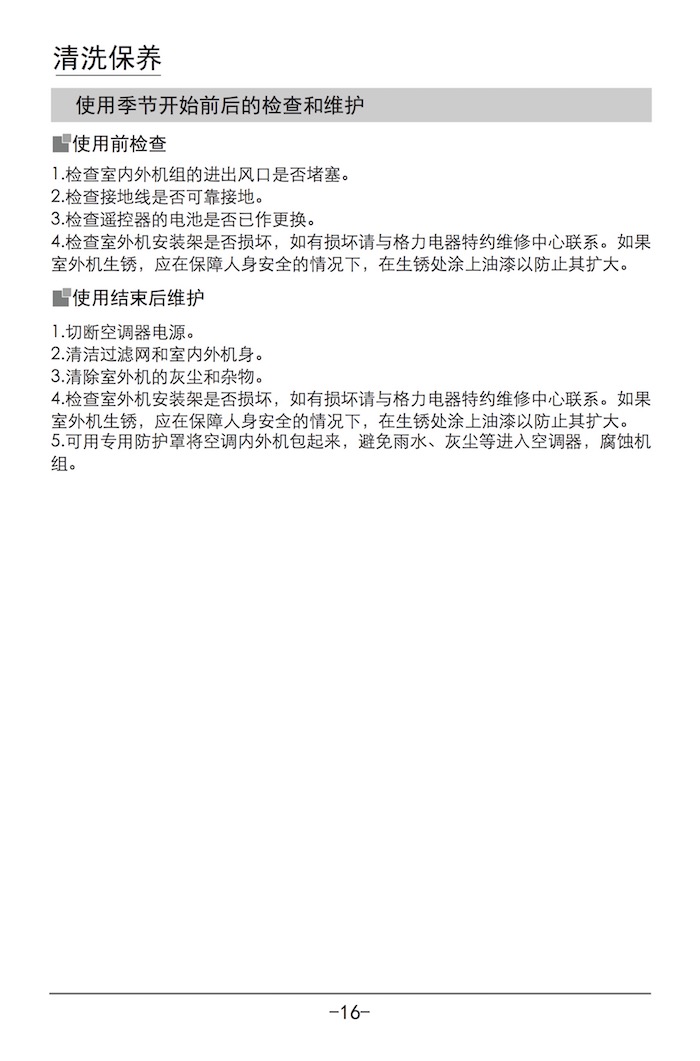 清洗保养
使用季节开始前后的检查和维护
使用前检查
1.检查室内外机组的进出风口是否堵塞。
2.检查接地线是否可靠接地。
3.检查遥控器的电池是否已作更换。
4.检查室外机安装架是否损坏，如有损坏请与格力电器特约维修中心联系。如果
室外机生锈，应在保障人身安全的情况下，在生锈处涂上油漆以防止其扩大。
使用结束后维护
1.切断空调器电源。
2.清洁过滤网和室内外机身。
3.清除室外机的灰尘和杂物。
4.检查室外机安装架是否损坏，如有损坏请与格力电器特约维修中心联系。如果
室外机生锈，应在保障人身安全的情况下，在生锈处涂上油漆以防止其扩大。
5.可用专用防护罩将空调内外机包起来，避免雨水、灰尘等进入空调器，腐蚀机
组。
-16-